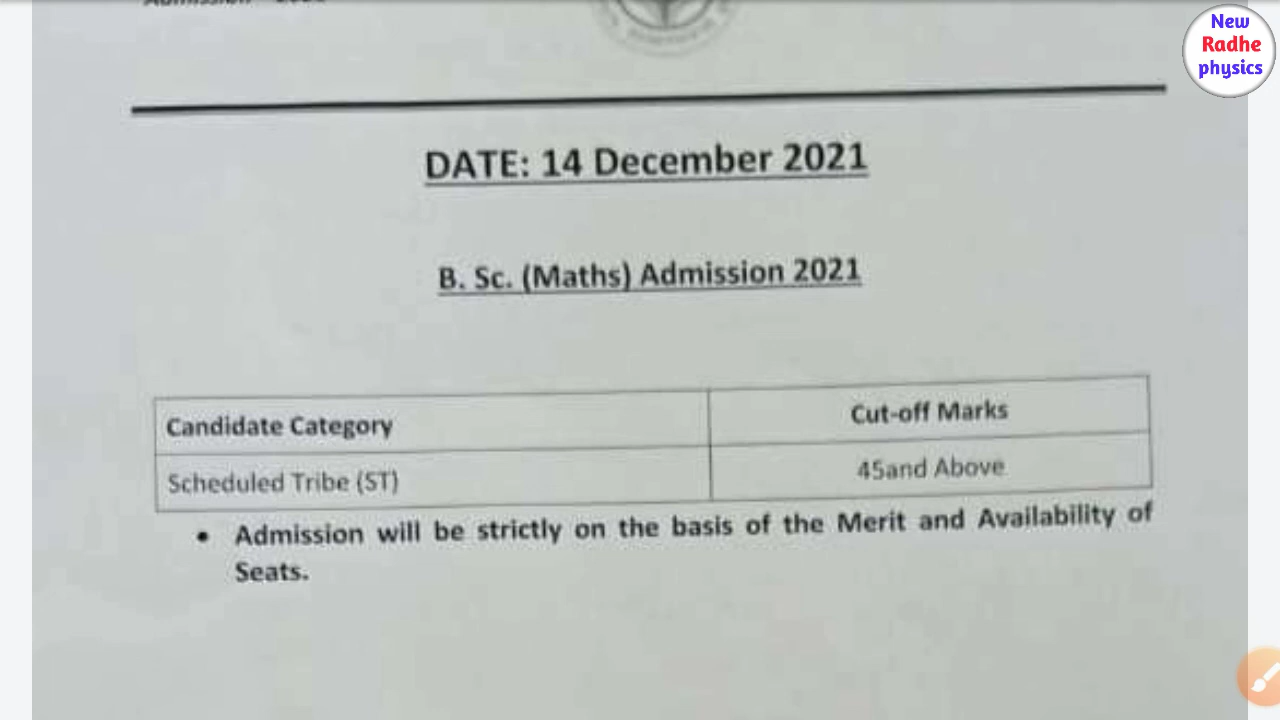 New
Radhe
physics
DATE: 14 December 2021
B. Sc. (Maths) Admission 2021
Candidate Category
Cut-off Marks
Scheduled Tribe (ST)
45and Above
• Admission will be strictly on the basis of the Merit and Availability of
Seats.